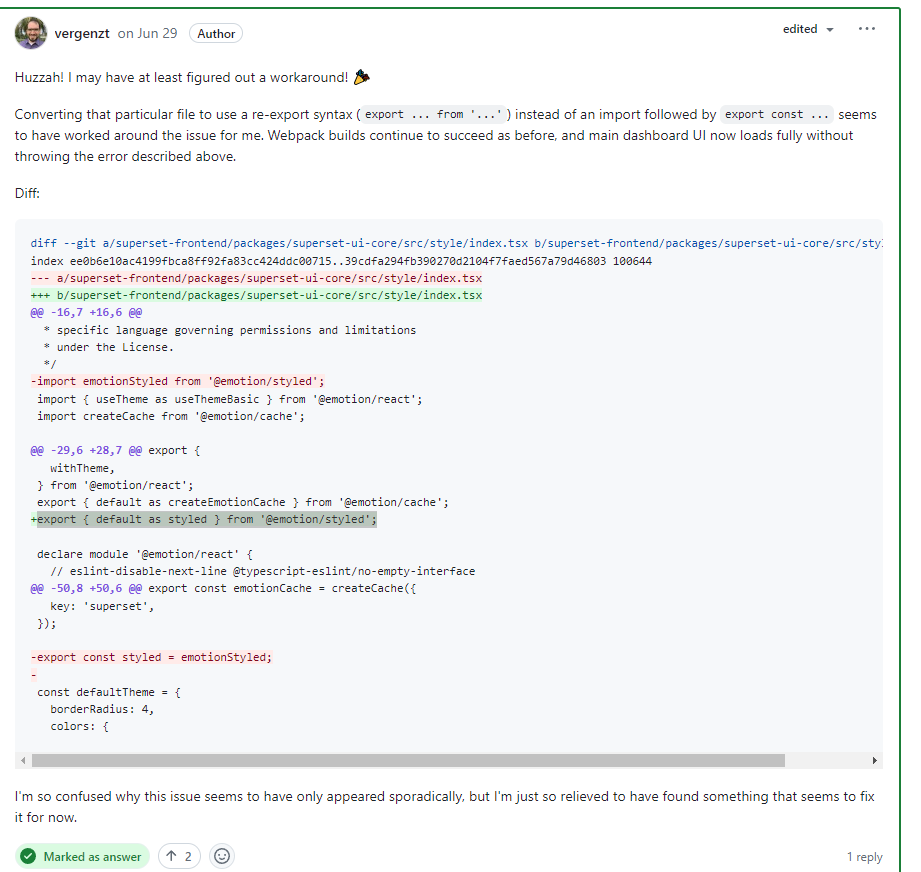 vergenzt on Jun 29 Author edited
Huzzah! I may have at least figured out a workaround!
Converting that particular file to use a re-export syntax ( export ... from '...' ) instead of an import followed by export const ... seems
to have worked around the issue for me. Webpack builds continue to succeed as before, and main dashboard UI now loads fully without
throwing the error described above.
Diff:
diff --git a/superset-frontend/packages/superset-ui-core/src/style/index.tsx b/superset-frontend/packages/superset-ui-core/src/sty
index ee0b6e10ac4199fbca8ff92fa83cc424ddc00715..39cdfa294fb390270d2104f7faed567a79d46803 100644
--- a/superset-frontend/packages/superset-ui-core/src/style/index.tsx
+++ b/superset-frontend/packages/superset-ui-core/src/style/index.tsx
@@ -16,7 +16,6 @@
 * specific language governing permissions and limitations
 * under the License.
 */
-import emotionStyled from '@emotion/styled';
import { useTheme as useThemeBasic } from '@emotion/react';
import createCache from '@emotion/cache';
@@ -29,6 +28,7 @@ export {
  withTheme,
} from '@emotion/react';
export { default as createEmotionCache } from '@emotion/cache';
+export { default as styled } from '@emotion/styled';
declare module '@emotion/react' {
  // eslint-disable-next-line @typescript-eslint/no-empty-interface
@@ -50,8 +50,6 @@ export const emotionCache = createCache({
  key: 'superset',
});
-export const styled = emotionStyled;
-
const defaultTheme = {
  borderRadius: 4,
  colors: {
I'm so confused why this issue seems to have only appeared sporadically, but I'm just so relieved to have found something that seems to fix
it for now.
Marked as answer ↑ 2 1 reply